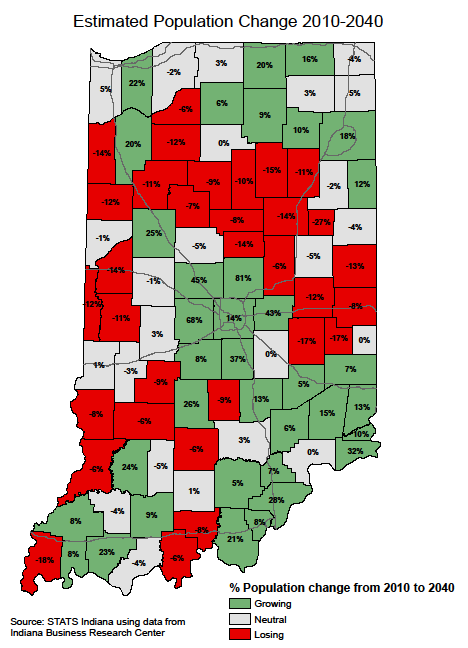 Estimated Population Change 2010-2040
3% 20% 16% -4%
-2%
5% 22%
3% 5%
-6% 6%
9%
10% 18%
-14% 20% -12% 0%
-15% -11%
-11% -9% -10%
-2% 12%
-12% -7%
-8% -14% -27%
-4%
-1% 25% -5% -14%
-5%
-14% -6% -13%
-1% 45% 81%
-12% -8%
-12% -11% 68% 14% 43%
3% -17% -17% 0%
1% -3% 8% 37% 0%
7%
-9% 5%
-8% 26% -9% 13%
15% 13%
-6% 6%
-6% 3% 10%
0% 32%
-6% 24% -5%
7%
1% 5%
28%
8% -4% 9%
-8% 8%
-18% 8% 23% -4% -6% 21%
% Population change from 2010 to 2040
Growing
Neutral
Losing
Source: STATS Indiana using data from
Indiana Business Research Center